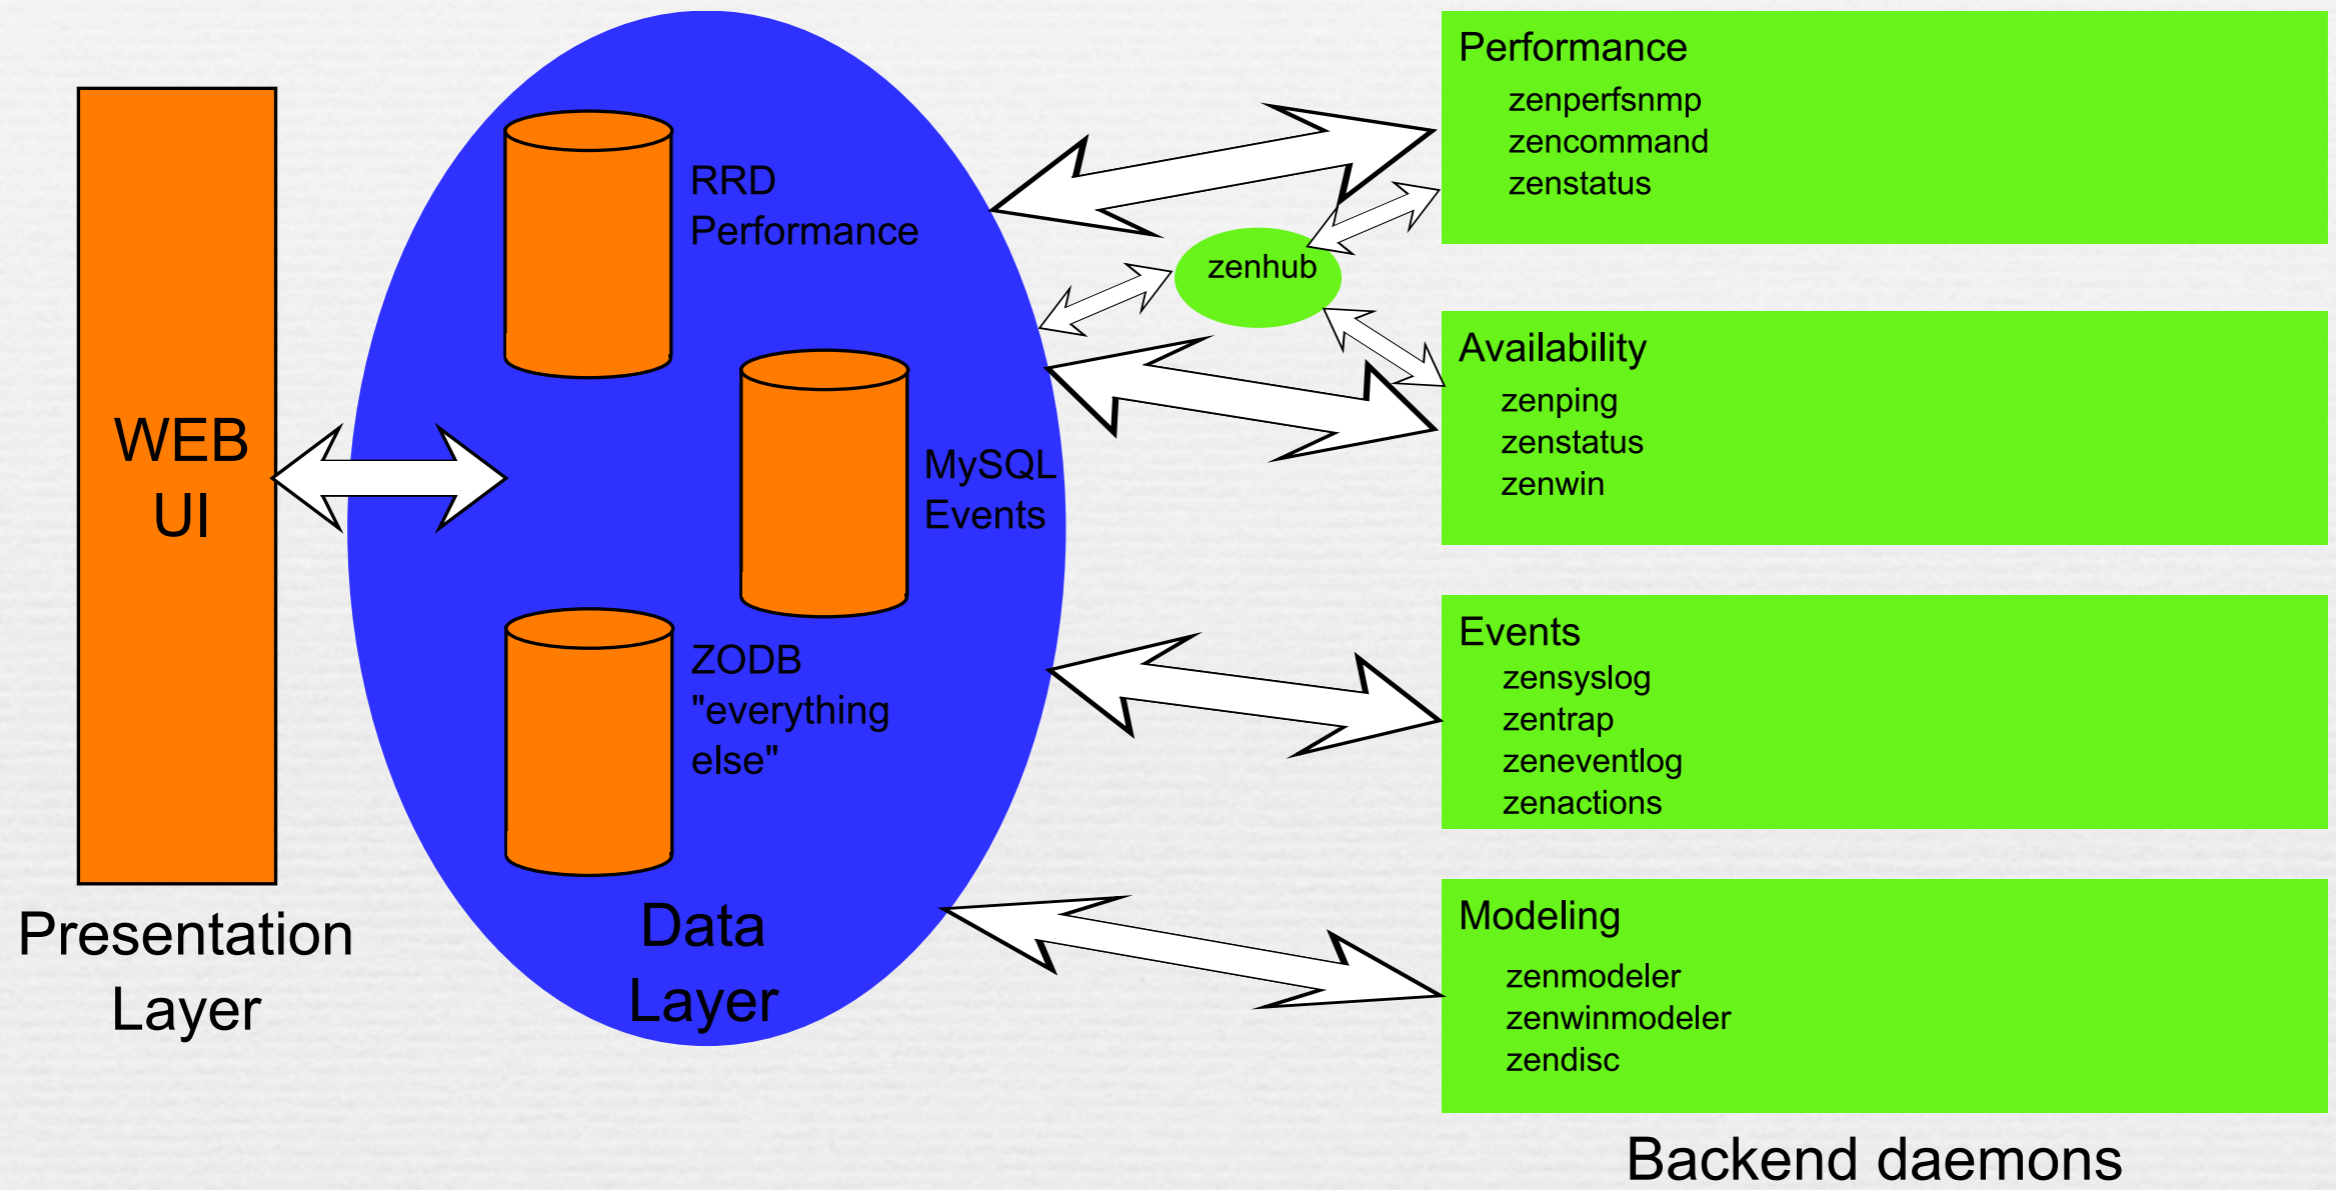 WEB
UI
Presentation
Layer
RRD
Performance
MySQL
Events
ZODB
"everything
else"
Data
Layer
zenhub
Performance
zenperfsnmp
zencommand
zenstatus
Availability
zenping
zenstatus
zenwin
Events
zensyslog
zentrap
zeneventlog
zenactions
Modeling
zenmodeler
zenwinmodeler
zendisc
Backend daemons